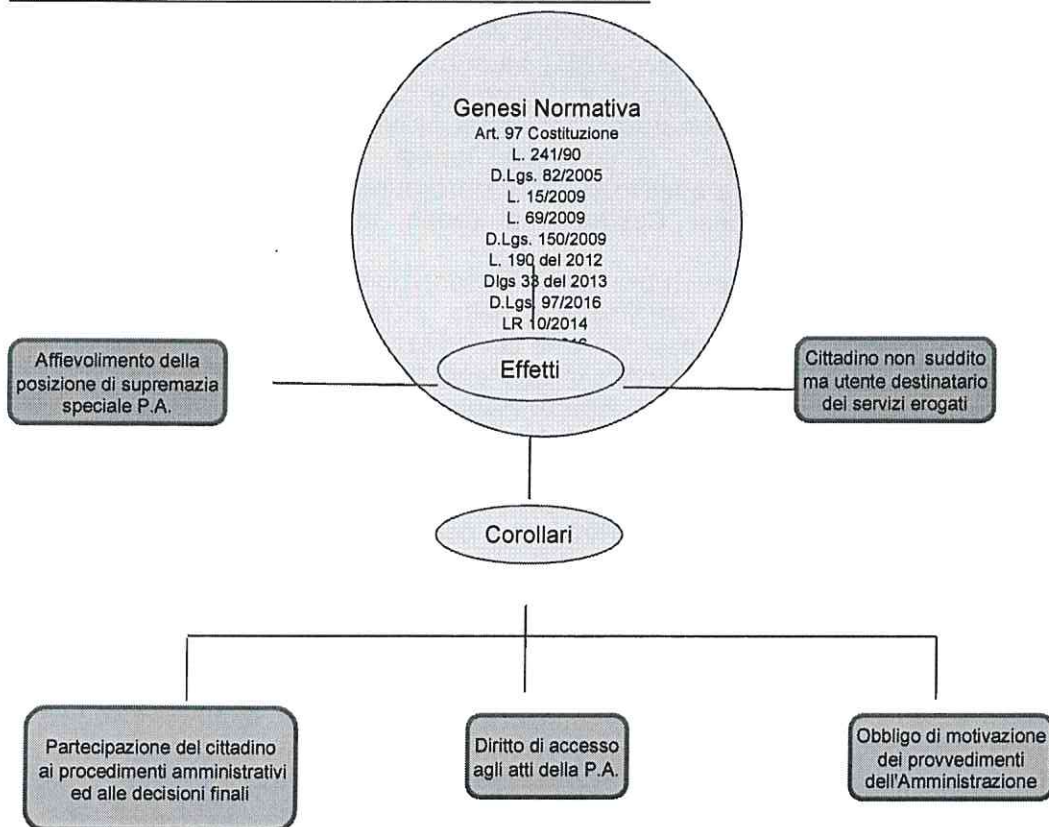 Genesi Normativa
Art. 97 Costituzione
L. 241/90
D.Lgs. 82/2005
L. 15/2009
L. 69/2009
D.Lgs. 150/2009
L. 190 del 2012
Dlgs 33 del 2013
D.Lgs. 97/2016
LR 10/2014
Effetti
Affievolimento della
posizione di supremazia
speciale P.A.
Cittadino non suddito
ma utente destinatario
dei servizi erogati
Corollari
Partecipazione del cittadino
ai procedimenti amministrativi
ed alle decisioni finali
Diritto di accesso
agli atti della P.A.
Obbligo di motivazione
dei provvedimenti
dell'Amministrazione